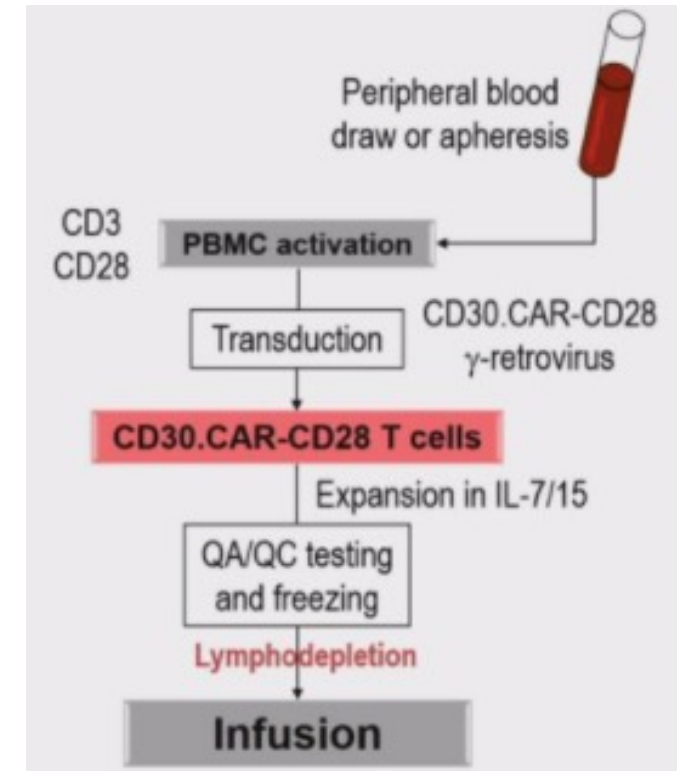 Peripheral blood
draw or apheresis
CD3
CD28
PBMC activation
Transduction
CD30.CAR-CD28
γ-retrovirus
CD30.CAR-CD28 T cells
Expansion in IL-7/15
QA/QC testing
and freezing
Lymphodepletion
Infusion